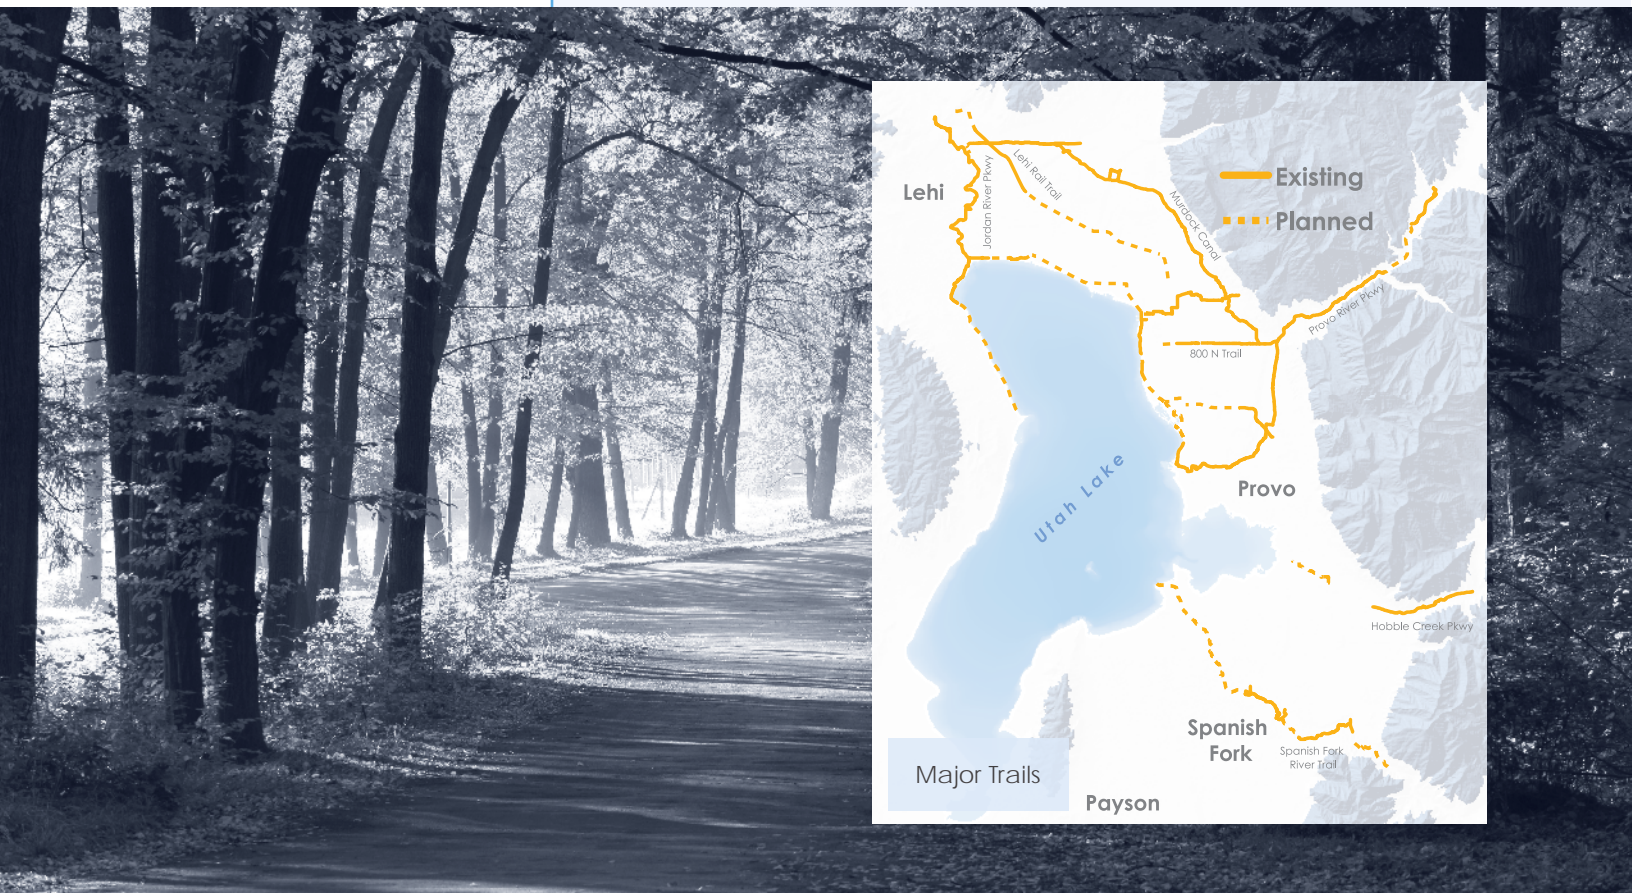 Existing
Planned
Lehi
Jordan River Pkwy
Lehi Rail Trail
Murdock Canal
Provo River Pkwy
800 N Trail
Utah Lake
Provo
Hobble Creek Pkwy
Spanish
Fork
Spanish Fork
River Trail
Major Trails
Payson